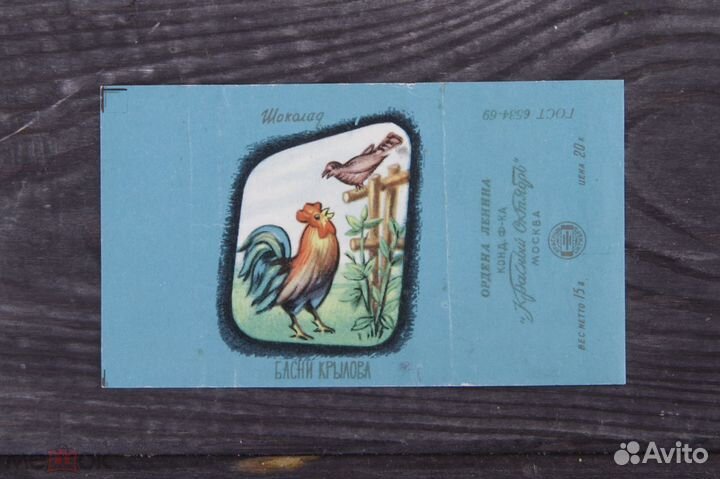 Шоколад
БАСНИ КРЫЛОВА
ОРДЕНА ЛЕНИНА
КОНД. Ф-КА
"Красный Октябрь"
МОСКВА
ВЕС НЕТТО 15 г.
ЦЕНА 20 к.
ГОСТ 6534-69
Avito